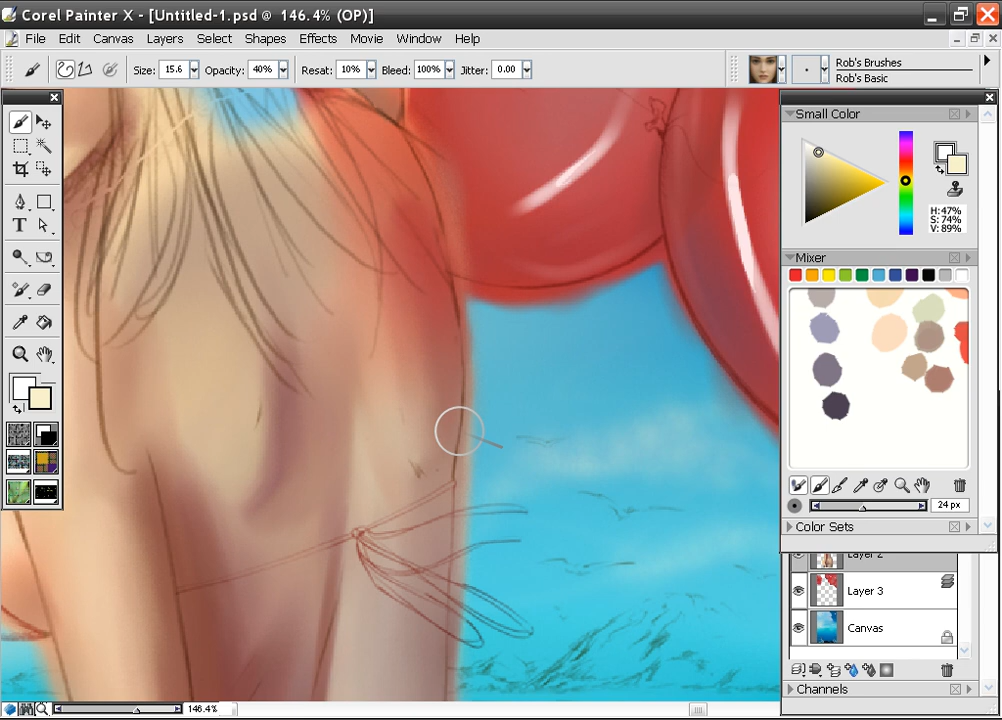 Corel Painter X - [Untitled-1.psd @ 146.4% (OP)]
File Edit Canvas Layers Select Shapes Effects Movie Window Help
Size: 15.6 Opacity: 40% Resat: 10% Bleed: 100% Jitter: 0.00
Rob's Brushes
Rob's Basic
Small Color
H:47%
S: 74%
V: 89%
Mixer
T
24 px
Color Sets
Layer 2
Layer 3
Canvas
Channels
146.4%